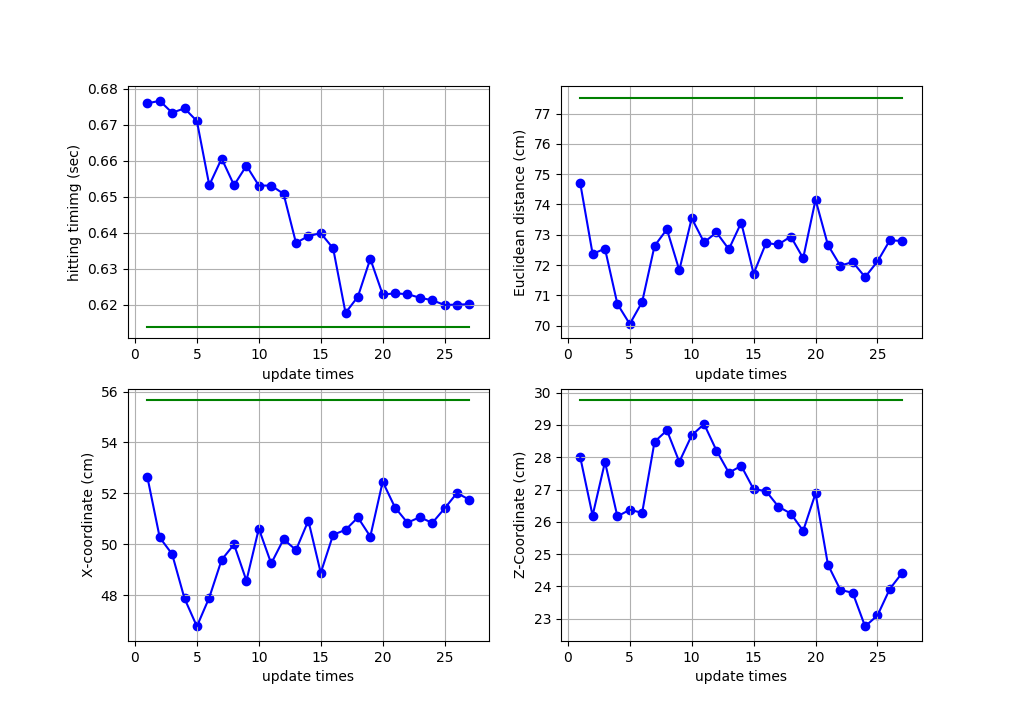 0.68
0.67
0.66
0.65
0.64
0.63
0.62
hitting timimg (sec)
0 5 10 15 20 25
update times
77
76
75
74
73
72
71
70
Euclidean distance (cm)
0 5 10 15 20 25
update times
56
54
52
50
48
X-coordinate (cm)
0 5 10 15 20 25
update times
30
29
28
27
26
25
24
23
Z-Coordinate (cm)
0 5 10 15 20 25
update times